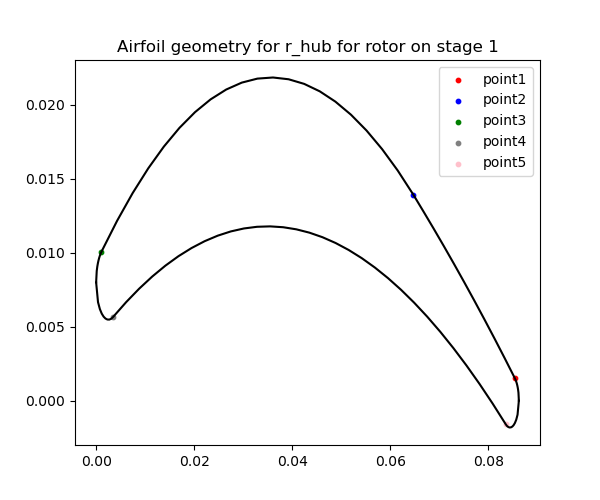 Airfoil geometry for r_hub for rotor on stage 1
point1
point2
point3
point4
point5
0.020
0.015
0.010
0.005
0.000
0.00 0.02 0.04 0.06 0.08